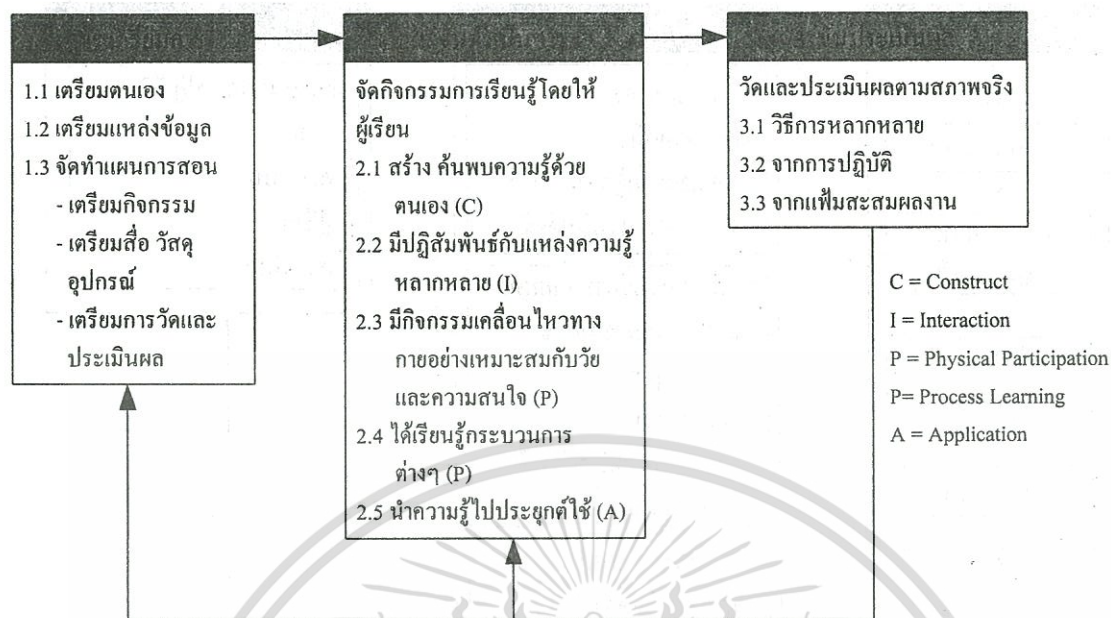 1.1 เตรียมตนเอง
1.2 เตรียมแหล่งข้อมูล
1.3 จัดทำแผนการสอน
- เตรียมกิจกรรม
- เตรียมสื่อ วัสดุ
อุปกรณ์
- เตรียมการวัดและ
ประเมินผล
จัดกิจกรรมการเรียนรู้โดยให้
ผู้เรียน
2.1 สร้าง ค้นพบความรู้ด้วย
ตนเอง (C)
2.2 มีปฏิสัมพันธ์กับแหล่งความรู้
หลากหลาย (I)
2.3 มีกิจกรรมเคลื่อนไหวทาง
กายอย่างเหมาะสมกับวัย
และความสนใจ (P)
2.4 ได้เรียนรู้กระบวนการ
ต่างๆ (P)
2.5 นำความรู้ไปประยุกต์ใช้ (A)
วัดและประเมินผลตามสภาพจริง
3.1 วิธีการหลากหลาย
3.2 จากการปฏิบัติ
3.3 จากแฟ้มสะสมผลงาน
C = Construct
I = Interaction
P = Physical Participation
P= Process Learning
A = Application